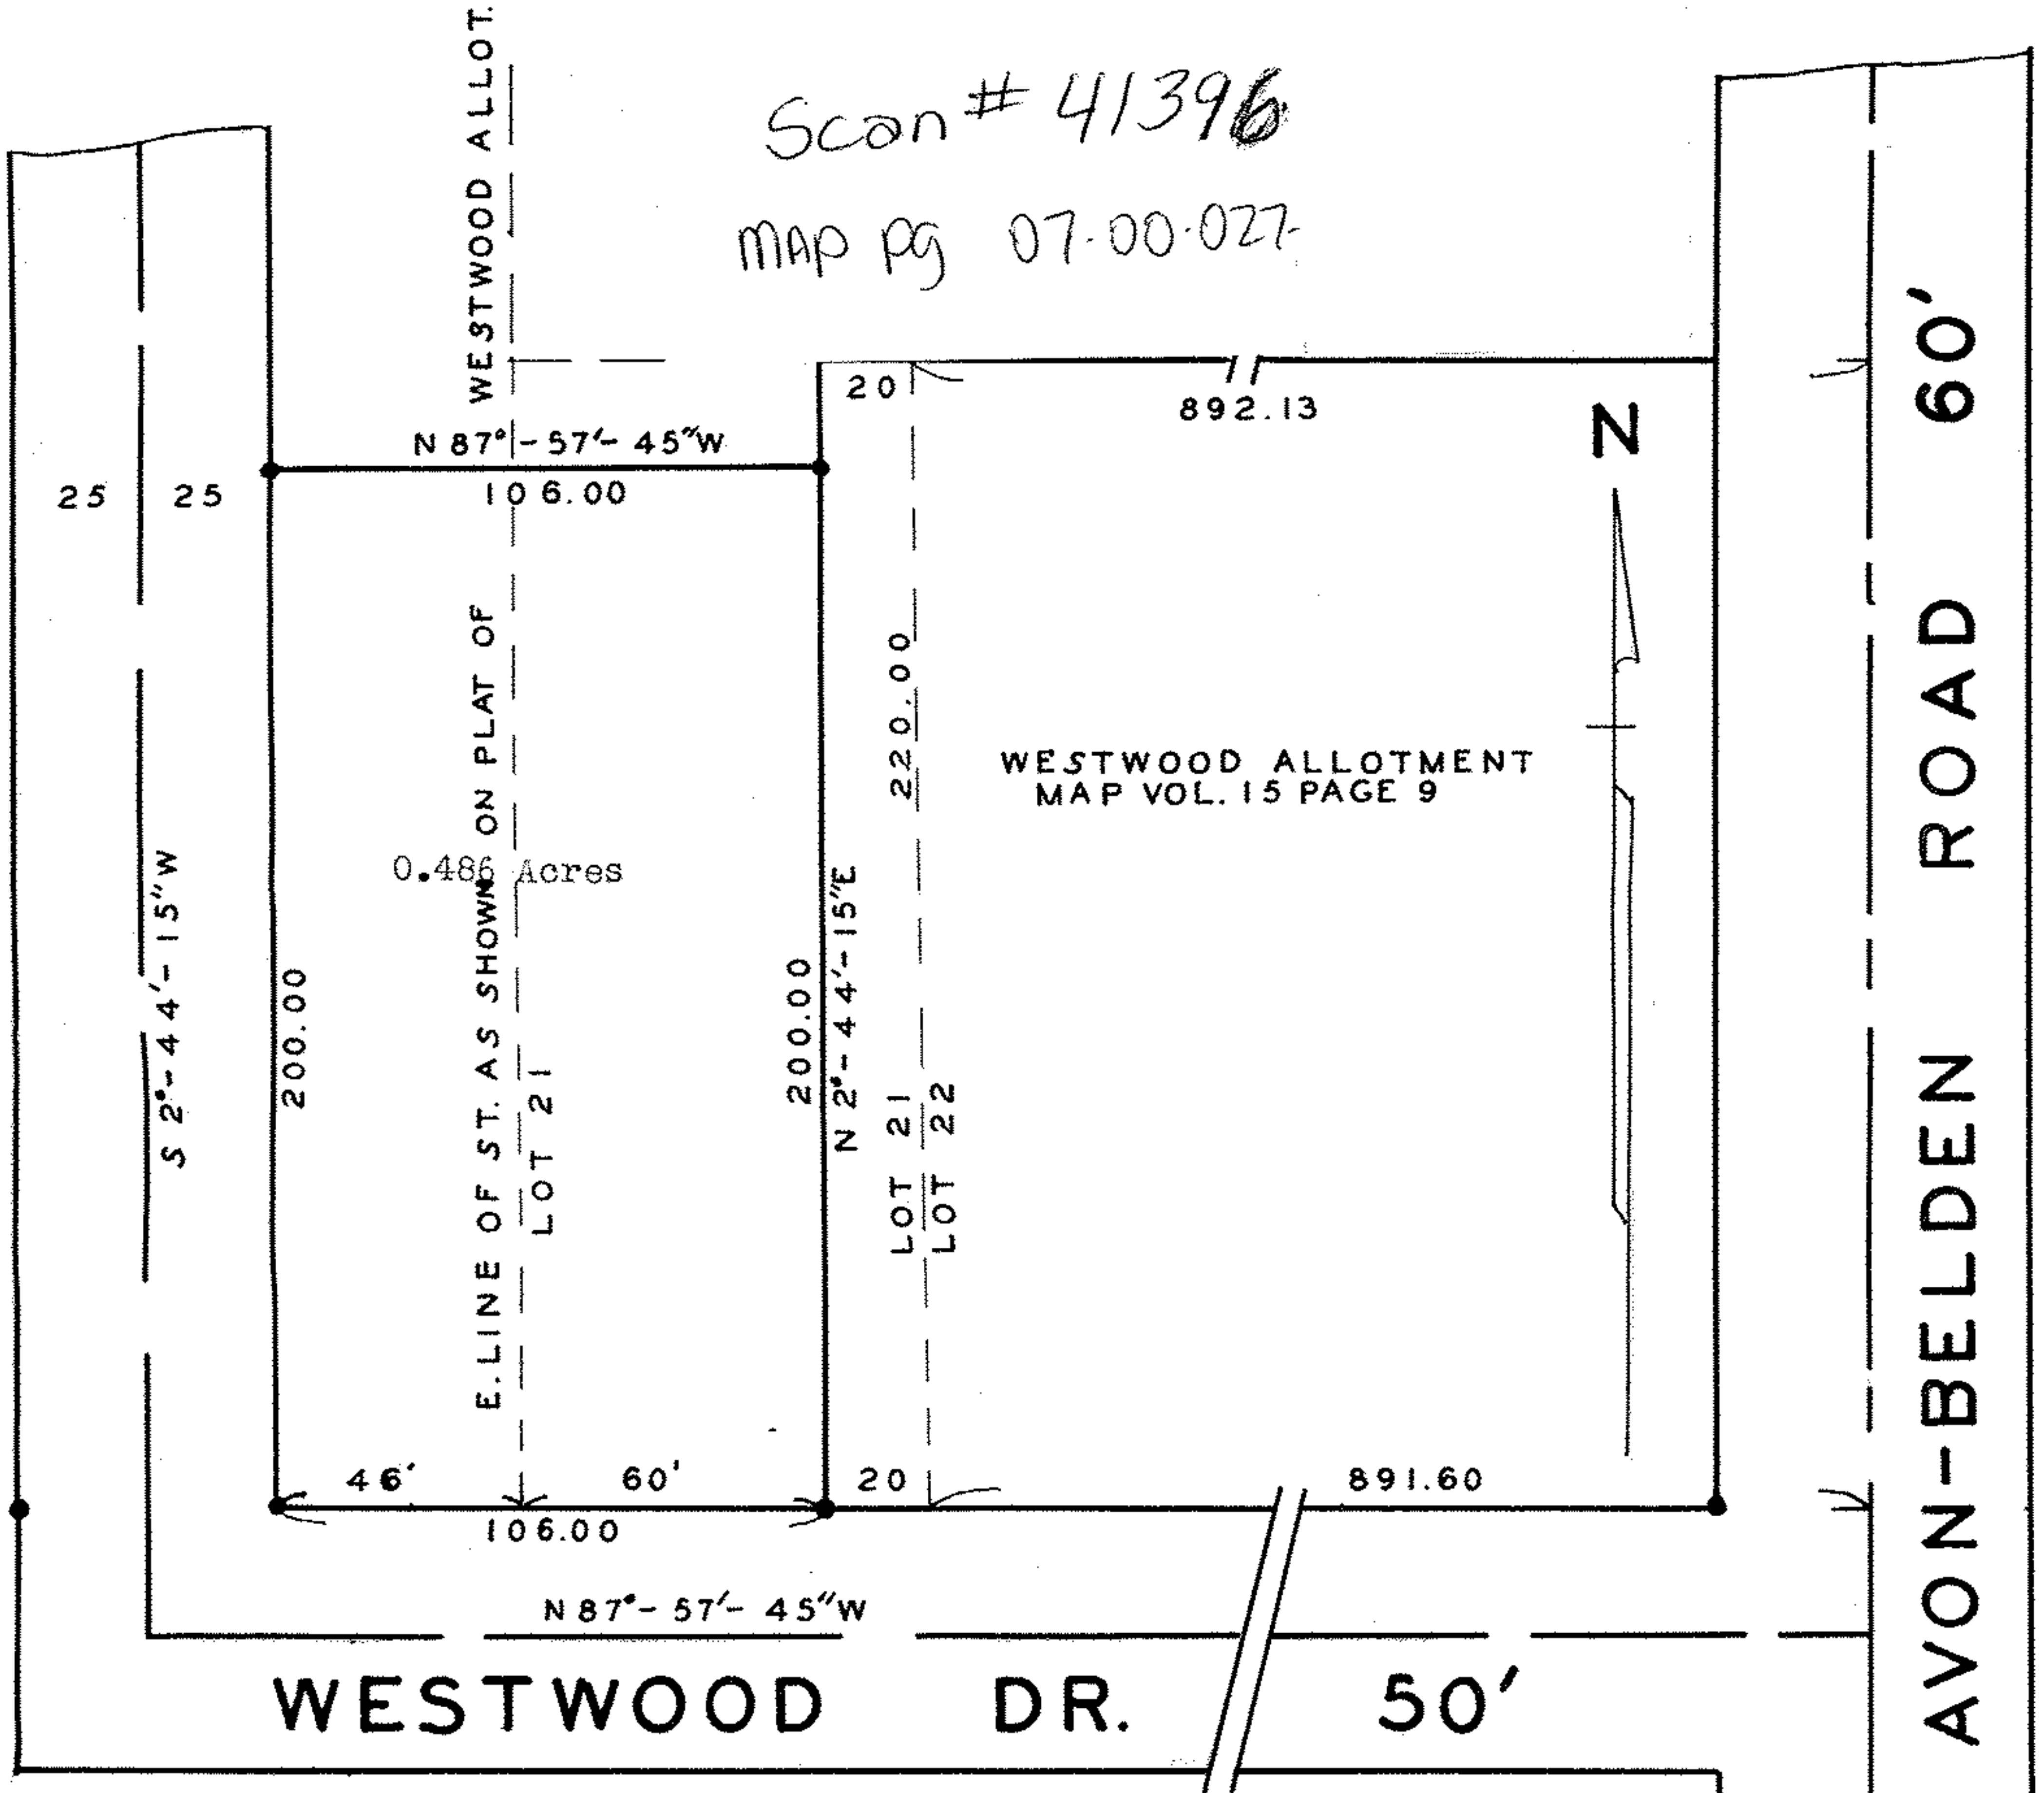 Scan # 41396
MAP pg 07-00-027-
WESTWOOD ALLOT.
E. LINE OF ST. AS SHOWN ON PLAT OF
20
892.13
N
N 87°-57'-45"W
106.00
25
25
220.00
WESTWOOD ALLOTMENT
MAP VOL. 15 PAGE 9
0.486 Acres
S 2°-44'-15"W
200.00
200.00
N 2°-44'-15"E
LOT 21
LOT 21
LOT 22
46'
60'
20
891.60
106.00
N 87°-57'-45"W
WESTWOOD DR. 50'
AVON-BELDEN ROAD 60'